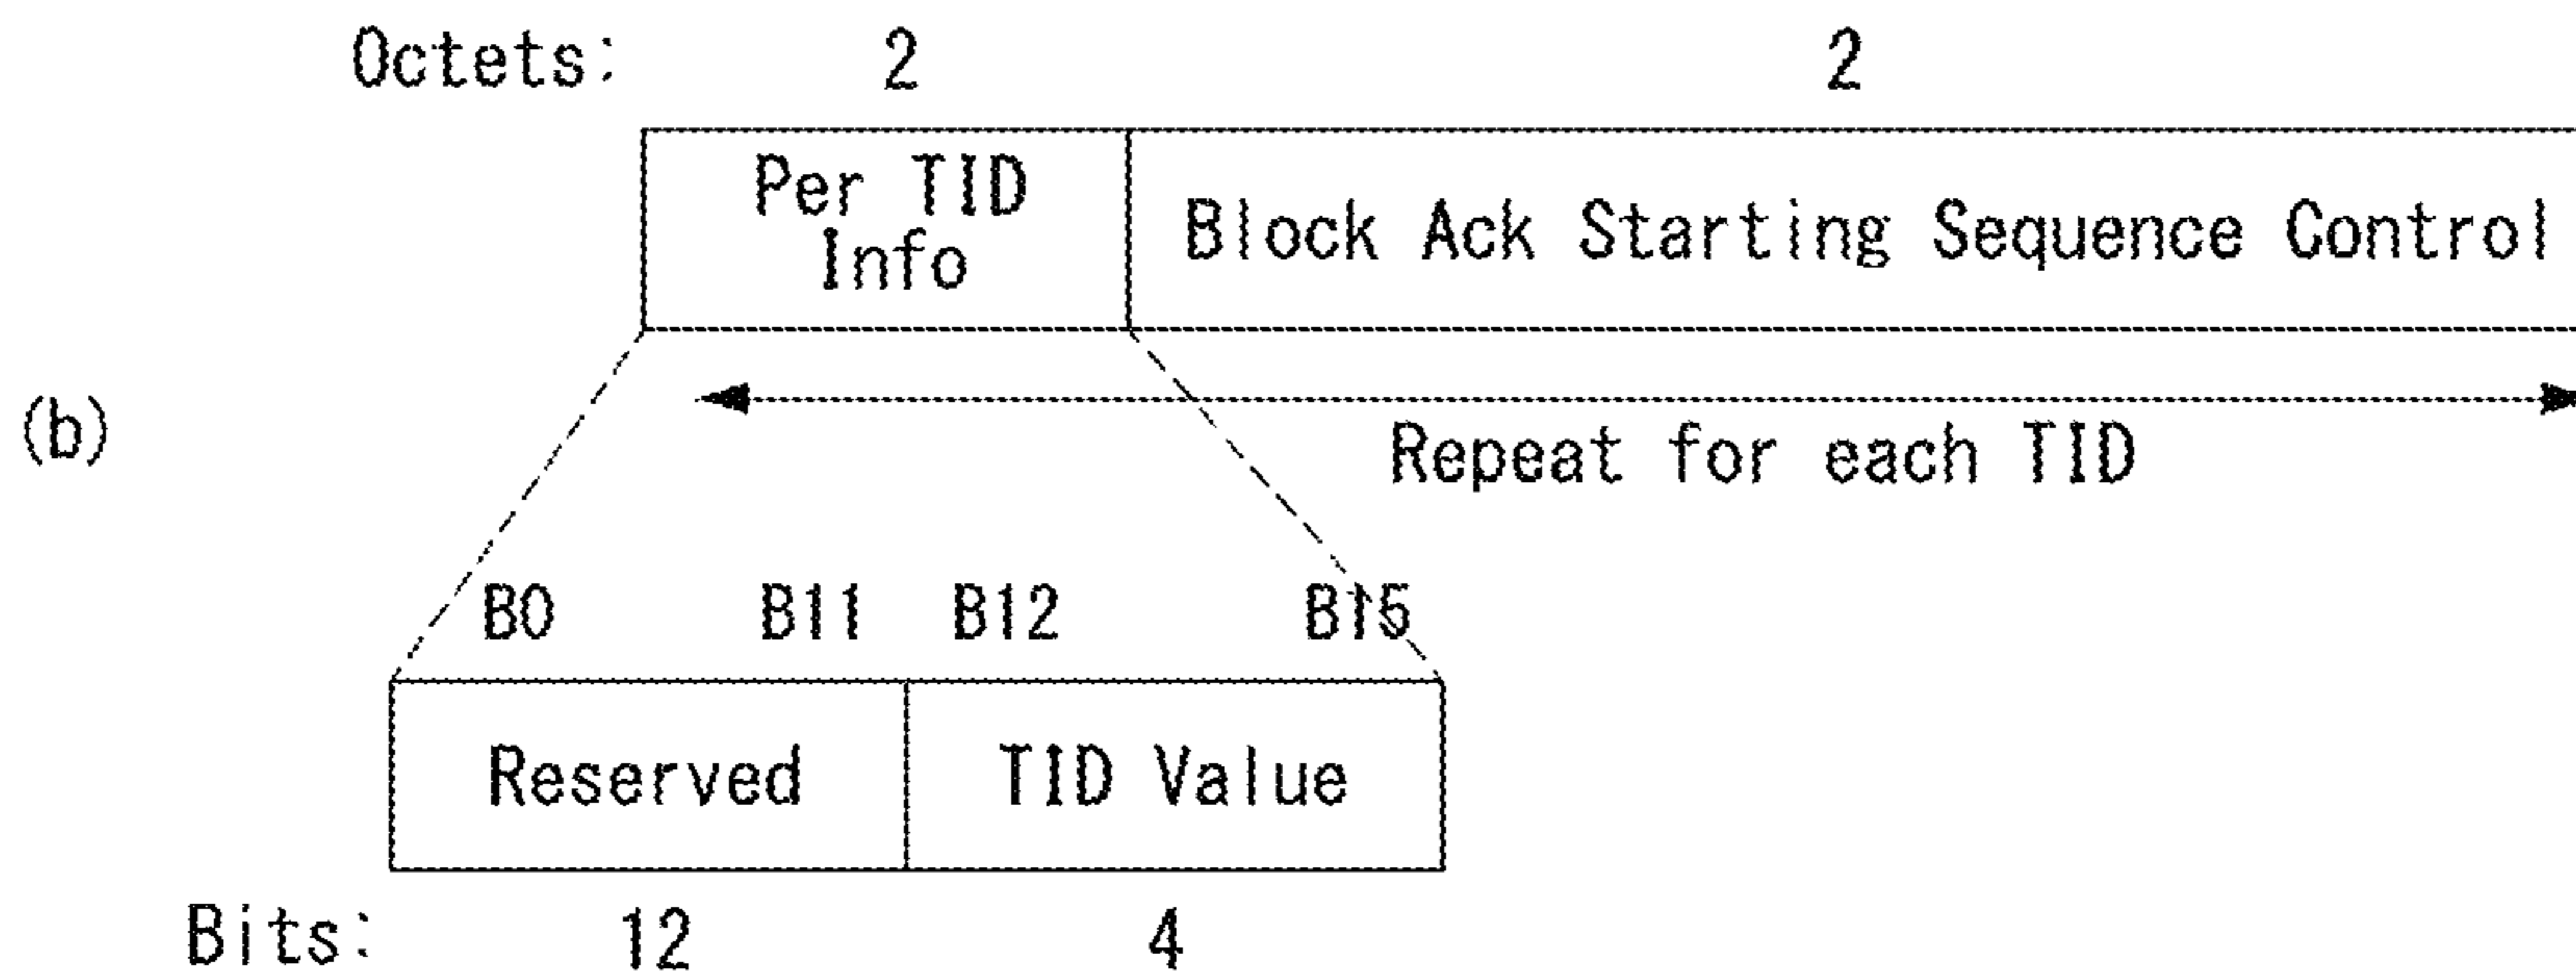 Octets: 2 2
Per TID
Info
Block Ack Starting Sequence Control
(b)
Repeat for each TID
B0 B11 B12 B15
Reserved TID Value
Bits: 12 4